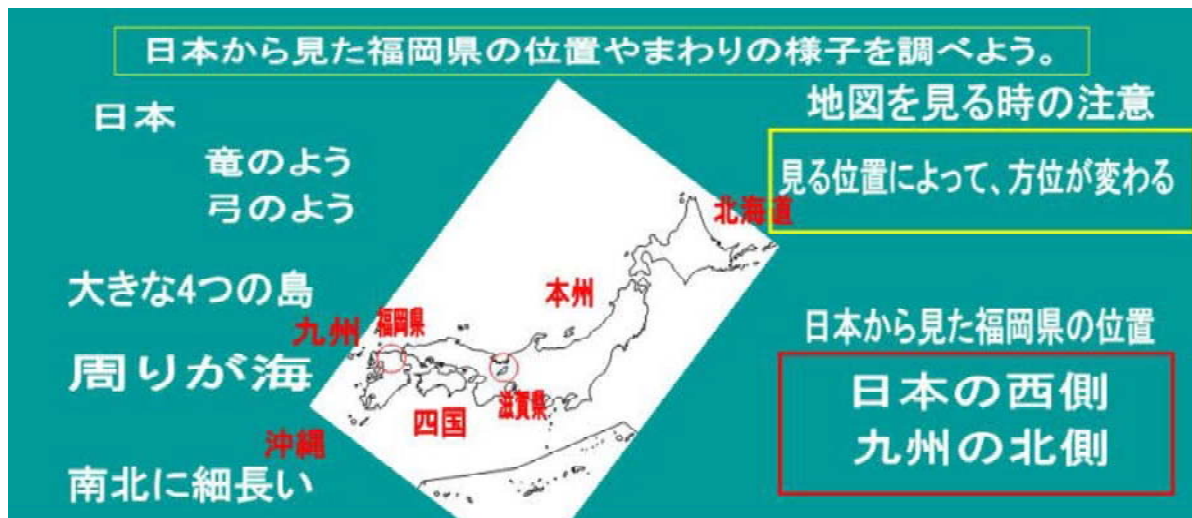 日本から見た福岡県の位置やまわりの様子を調べよう。
日本
竜のよう
弓のよう
大きな4つの島
周りが海
南北に細長い
北海道
本州
九州
福岡県
滋賀県
四国
沖縄
地図を見る時の注意
見る位置によって、方位が変わる
日本から見た福岡県の位置
日本の西側
九州の北側